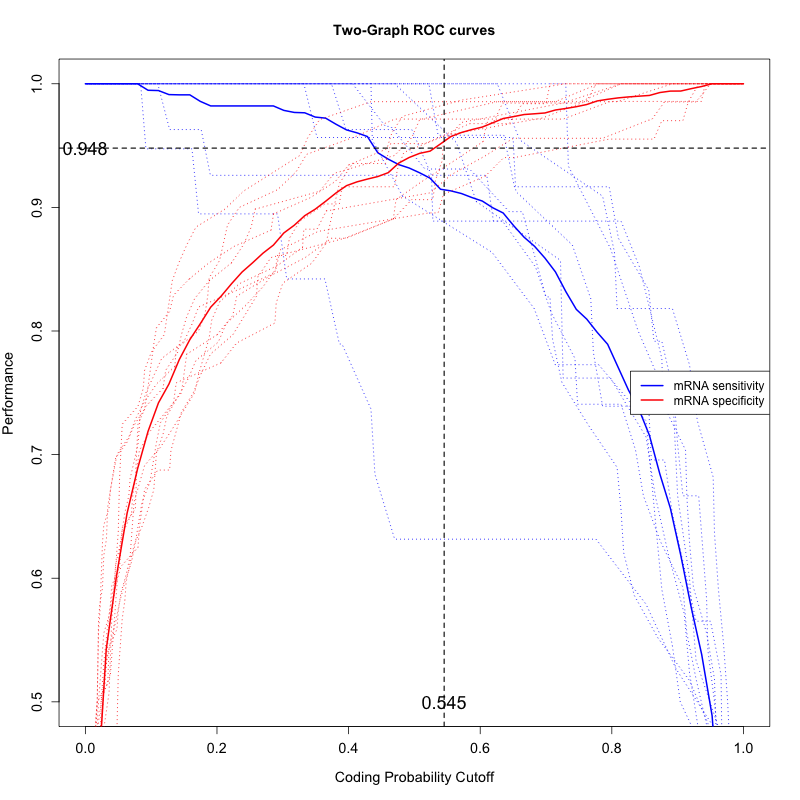 Two-Graph ROC curves
Performance
1.0
0.9
0.8
0.7
0.6
0.5
0.948
0.545
mRNA sensitivity
mRNA specificity
0.0 0.2 0.4 0.6 0.8 1.0
Coding Probability Cutoff